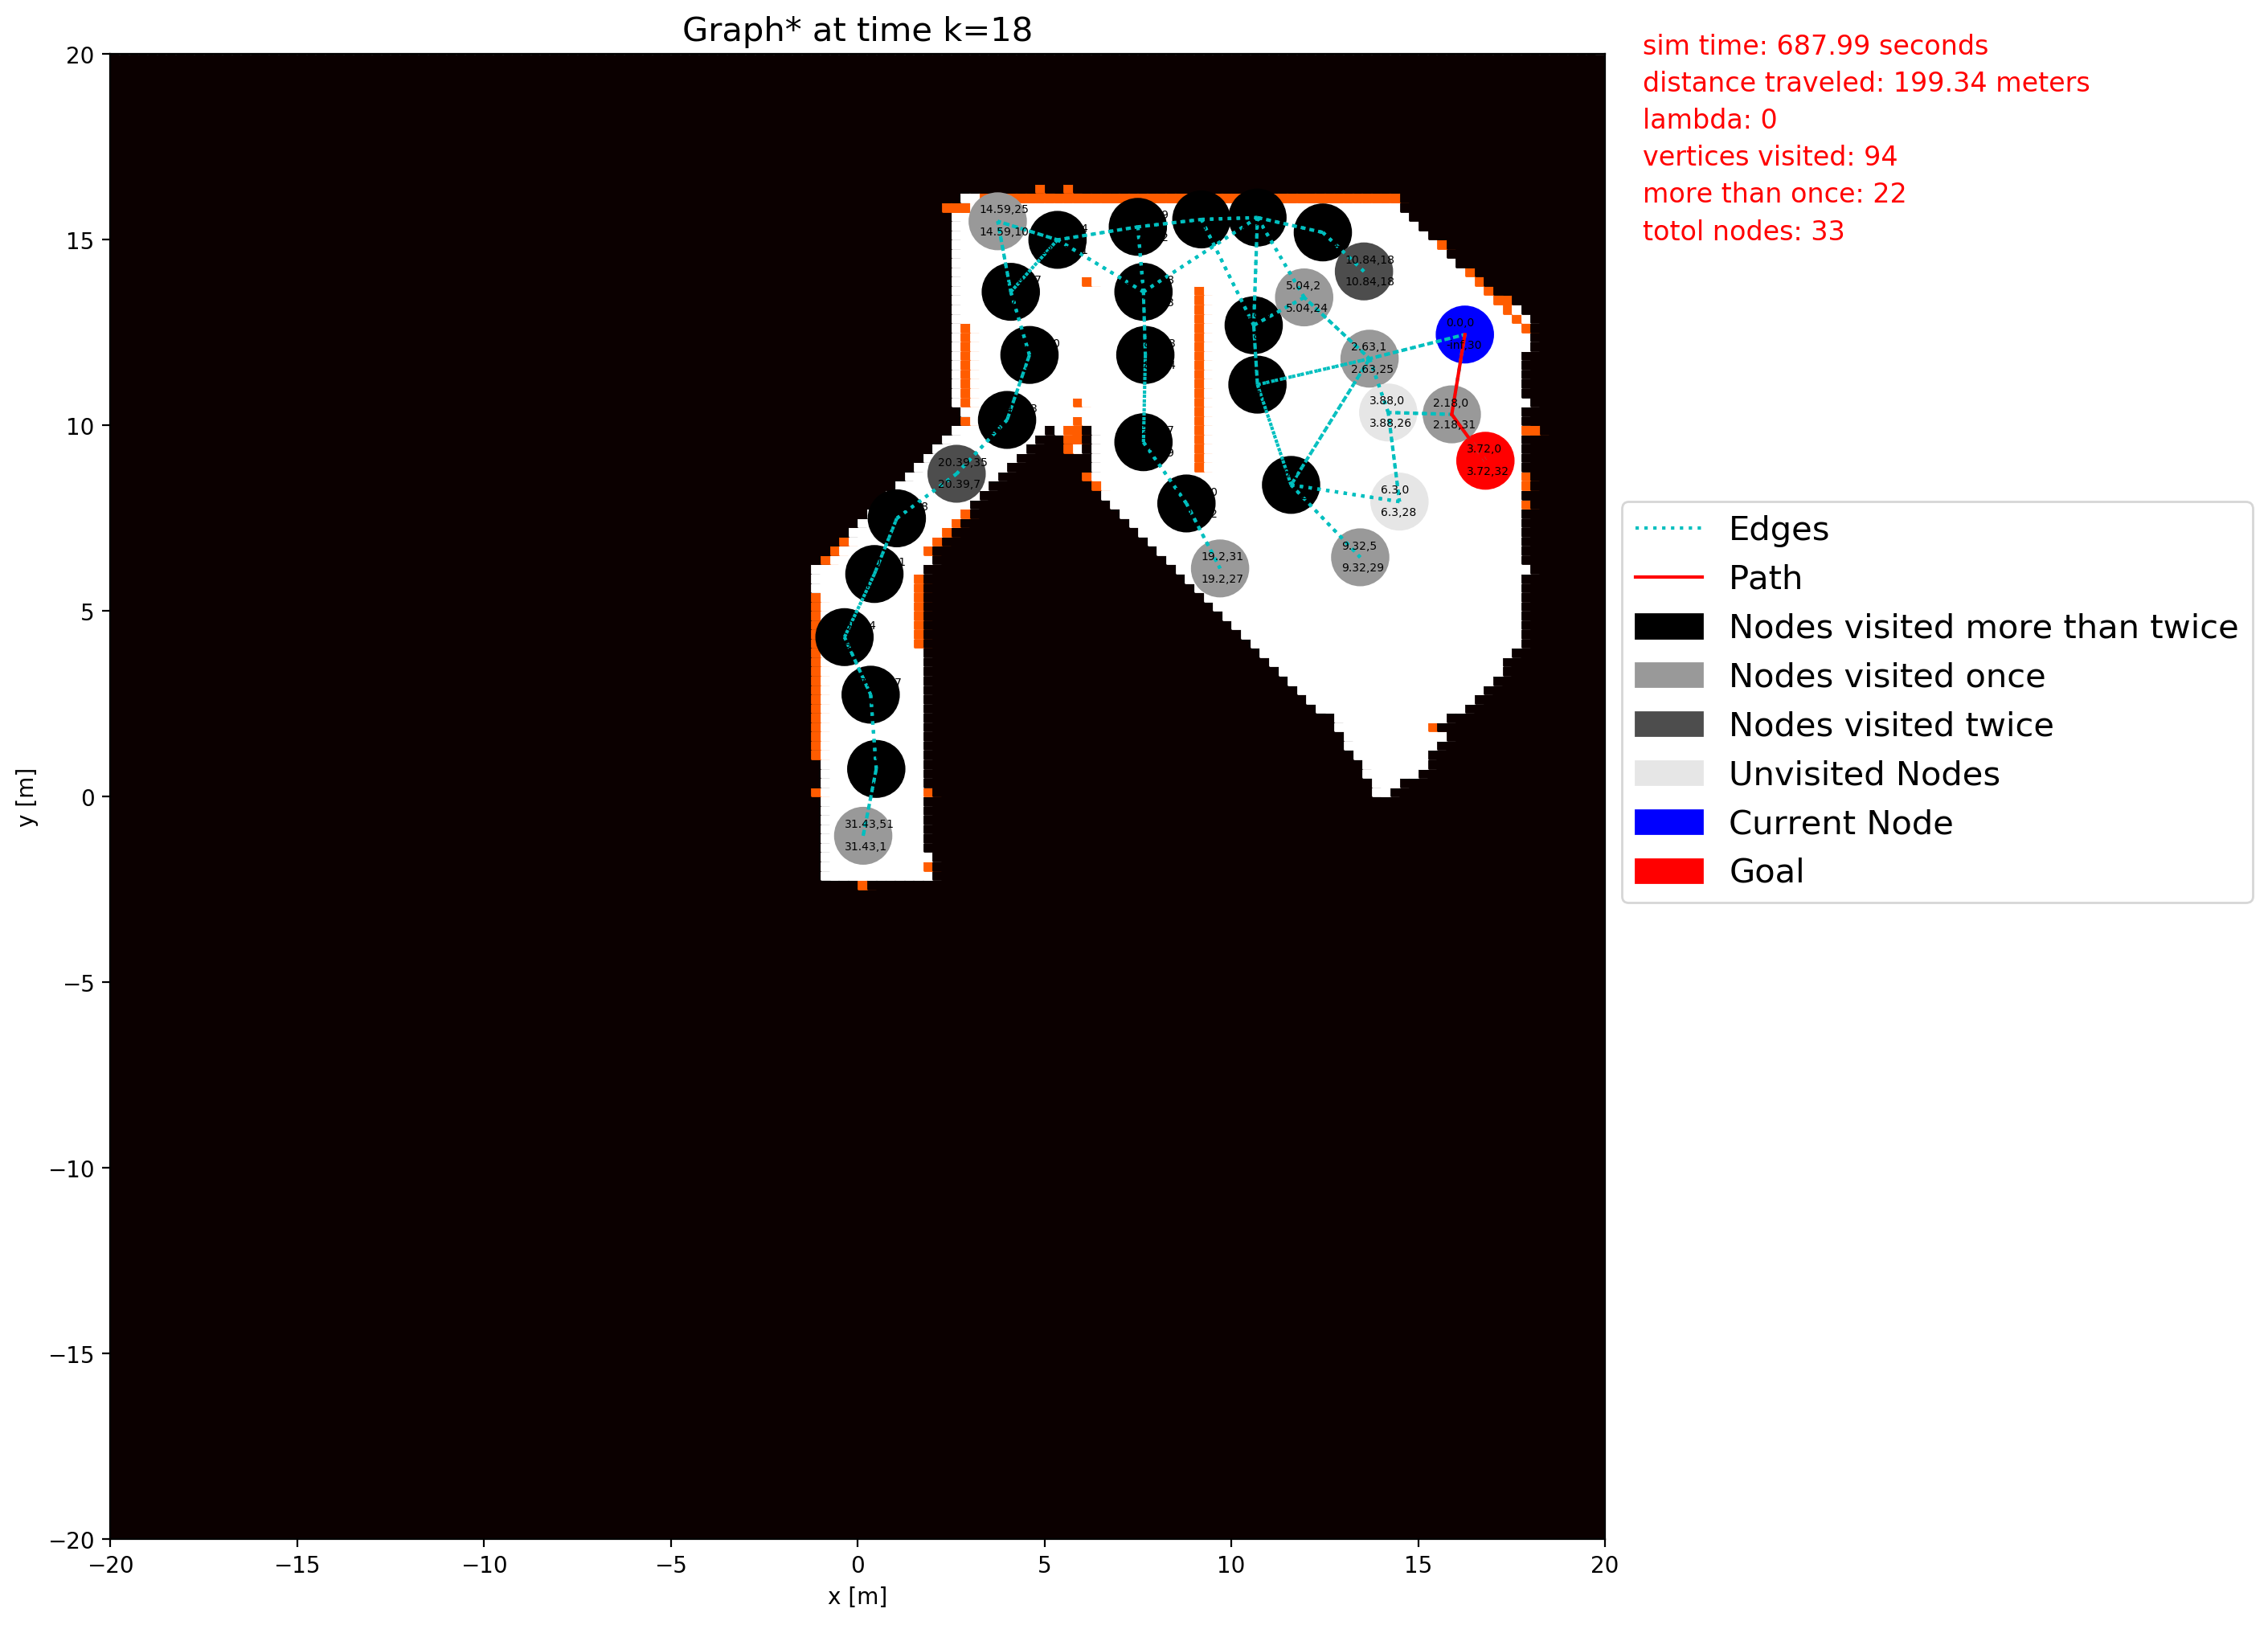 Graph* at time k=18
sim time: 687.99 seconds
distance traveled: 199.34 meters
lambda: 0
vertices visited: 94
more than once: 22
totol nodes: 33
20
15
10
5
0
−5
−10
−15
−20
y [m]
14.59,25
14.59,10
10.84,18
10.84,18
5.04,2
5.04,24
0.0,0
2.63,1
2.63,25
3.88,0
3.88,26
2.18,0
2.18,31
3.72,0
3.72,32
20.39,35
20.39,7
6.3,0
6.3,28
9.32,5
9.32,29
19.2,31
19.2,27
31.43,51
31.43,1
Edges
Path
Nodes visited more than twice
Nodes visited once
Nodes visited twice
Unvisited Nodes
Current Node
Goal
−20
−15
−10
−5
0
5
10
15
20
x [m]